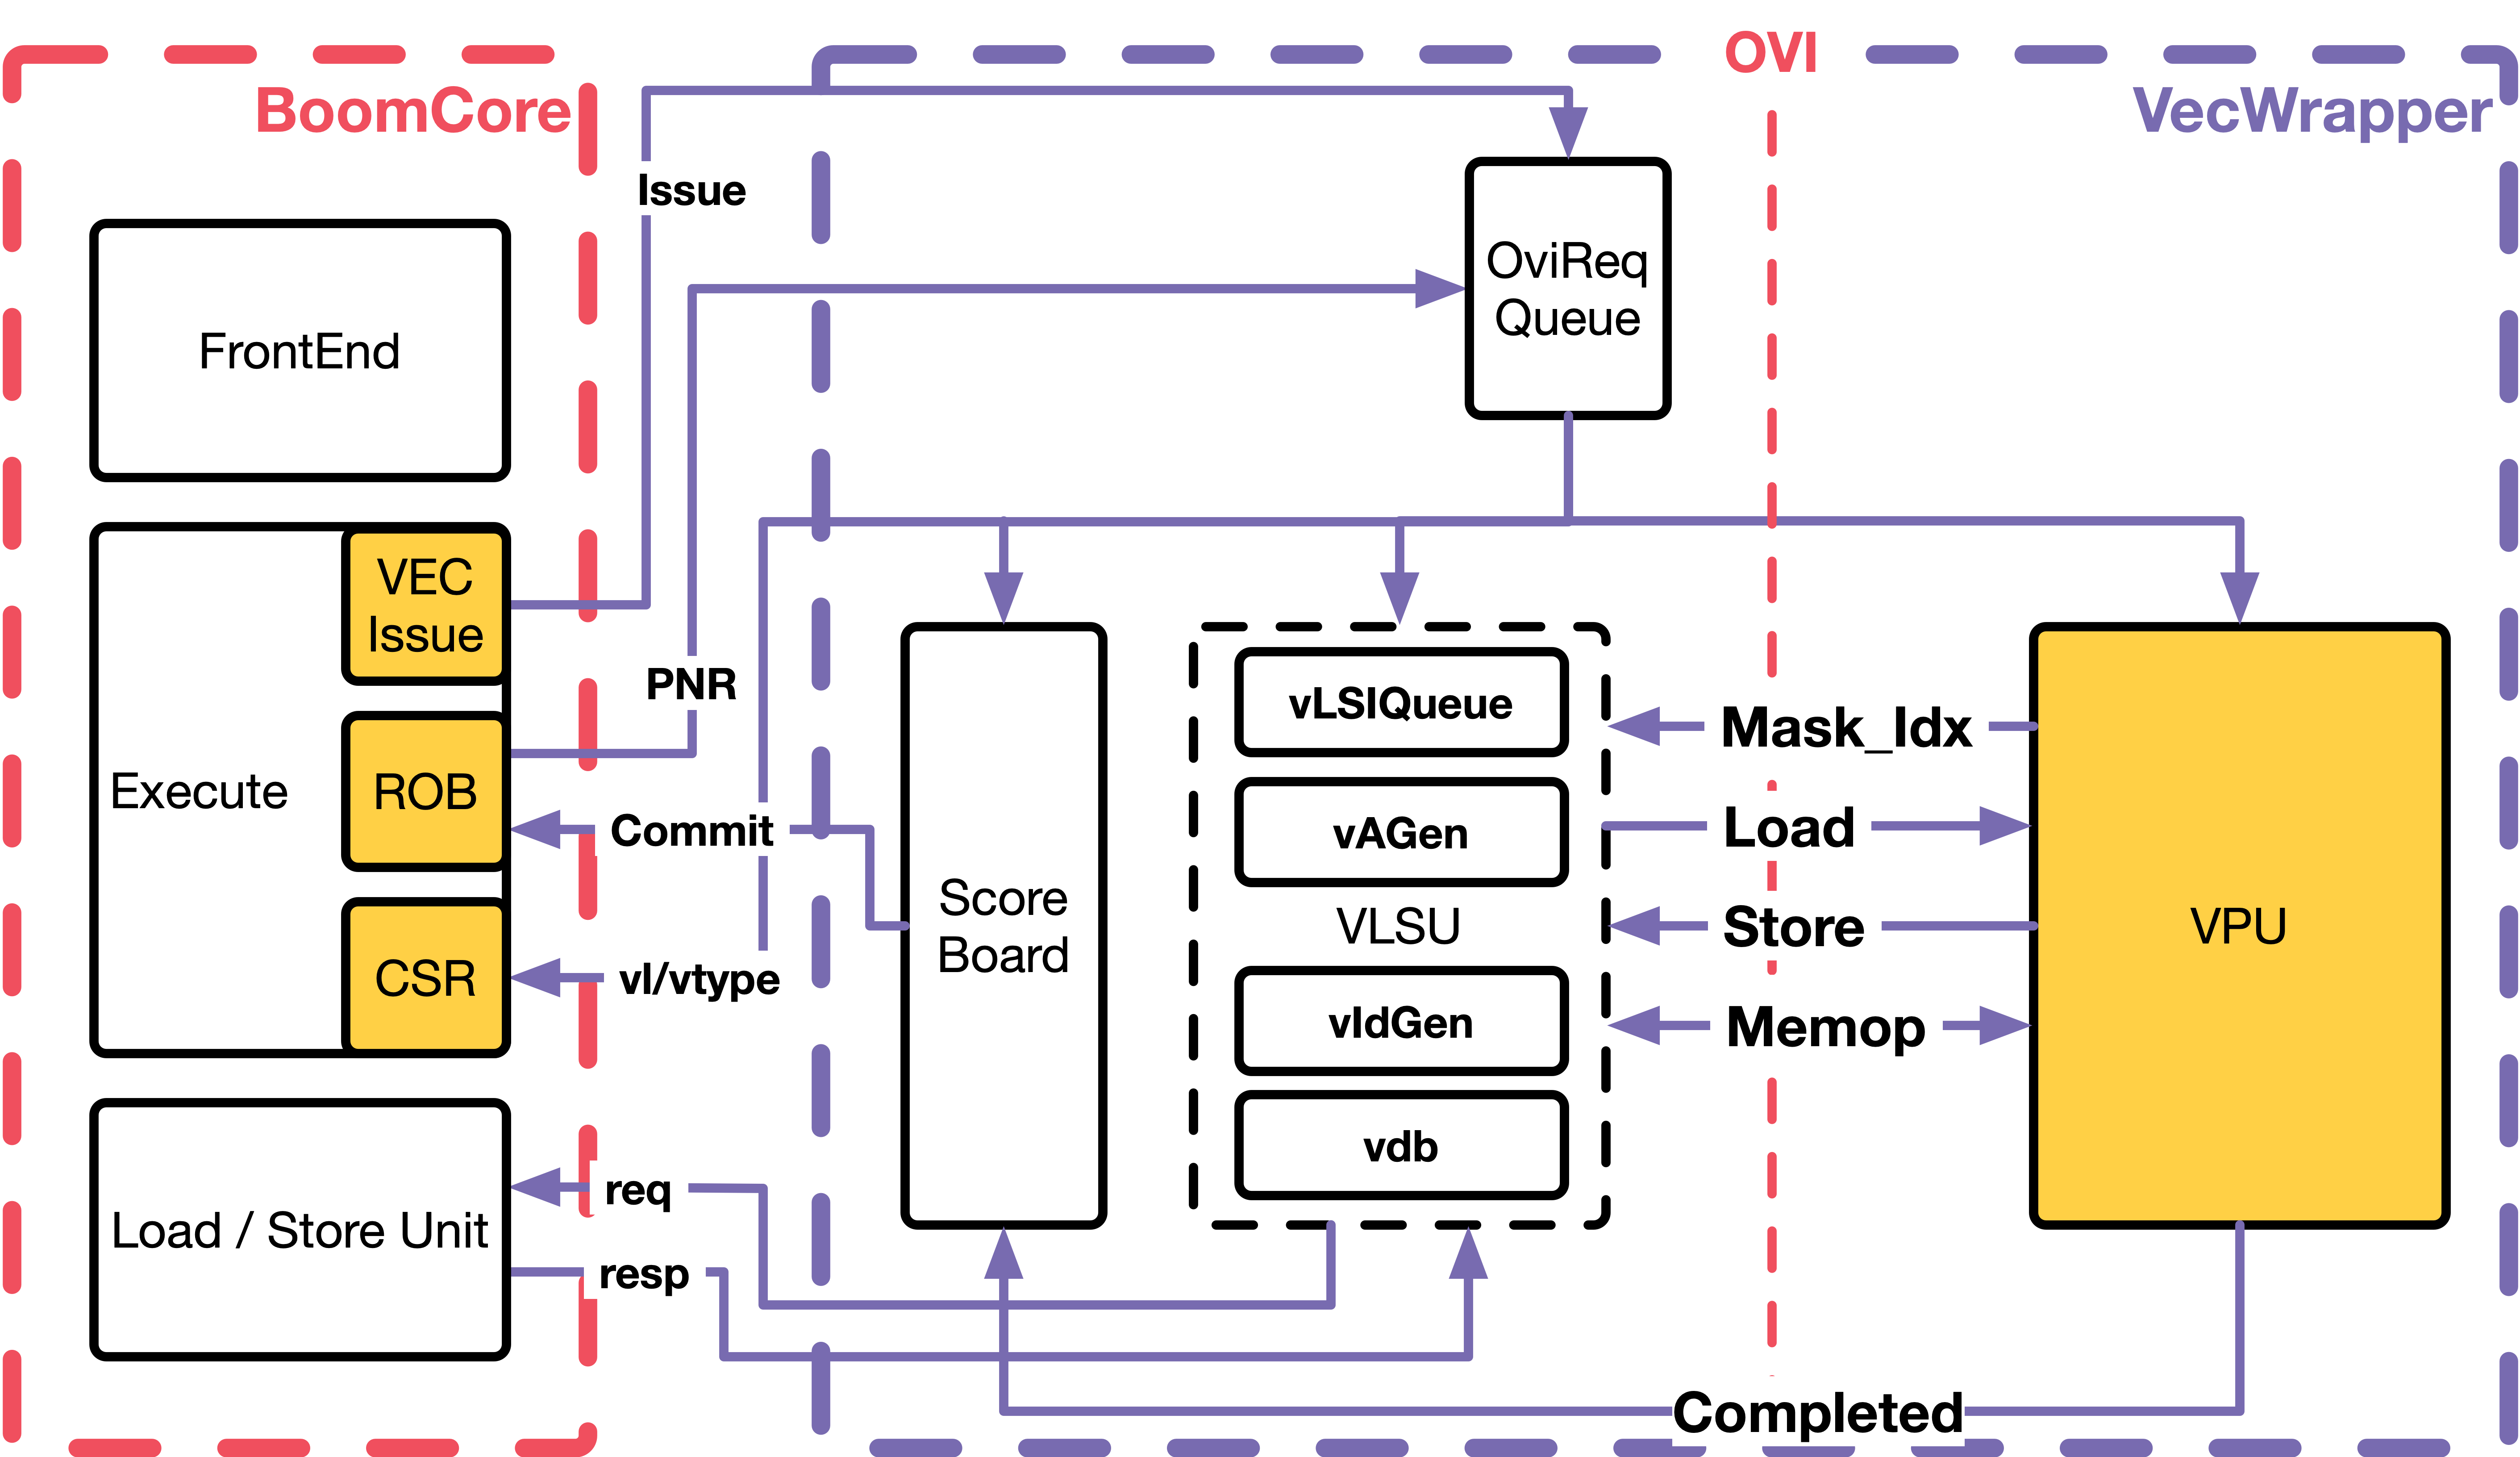 OVI
BoomCore
VecWrapper
Issue
OviReq
Queue
FrontEnd
VEC
Issue
PNR
vLSIQueue
Mask_Idx
Execute
ROB
Commit
vAGen
Load
Score
Board
VLSU
Store
VPU
CSR
vl/vtype
vIdGen
Memop
vdb
req
Load / Store Unit
resp
Completed